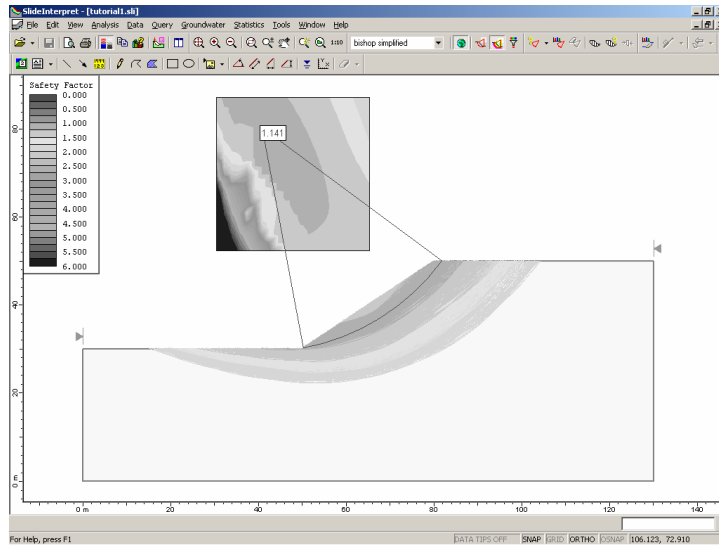 SlideInterpret - [tutorial1.sli]
File Edit View Analysis Data Query Groundwater Statistics Tools Window Help
1:10 bishop simplified
Safety Factor
0.000
0.500
1.000
1.500
2.000
2.500
3.000
3.500
4.000
4.500
5.000
5.500
6.000
1.141
80
60
40
20
0 m
0 m 20 40 60 80 100 120 140
For Help, press F1 DATA TIPS OFF SNAP GRID ORTHO OSNAP 106.123, 72.910